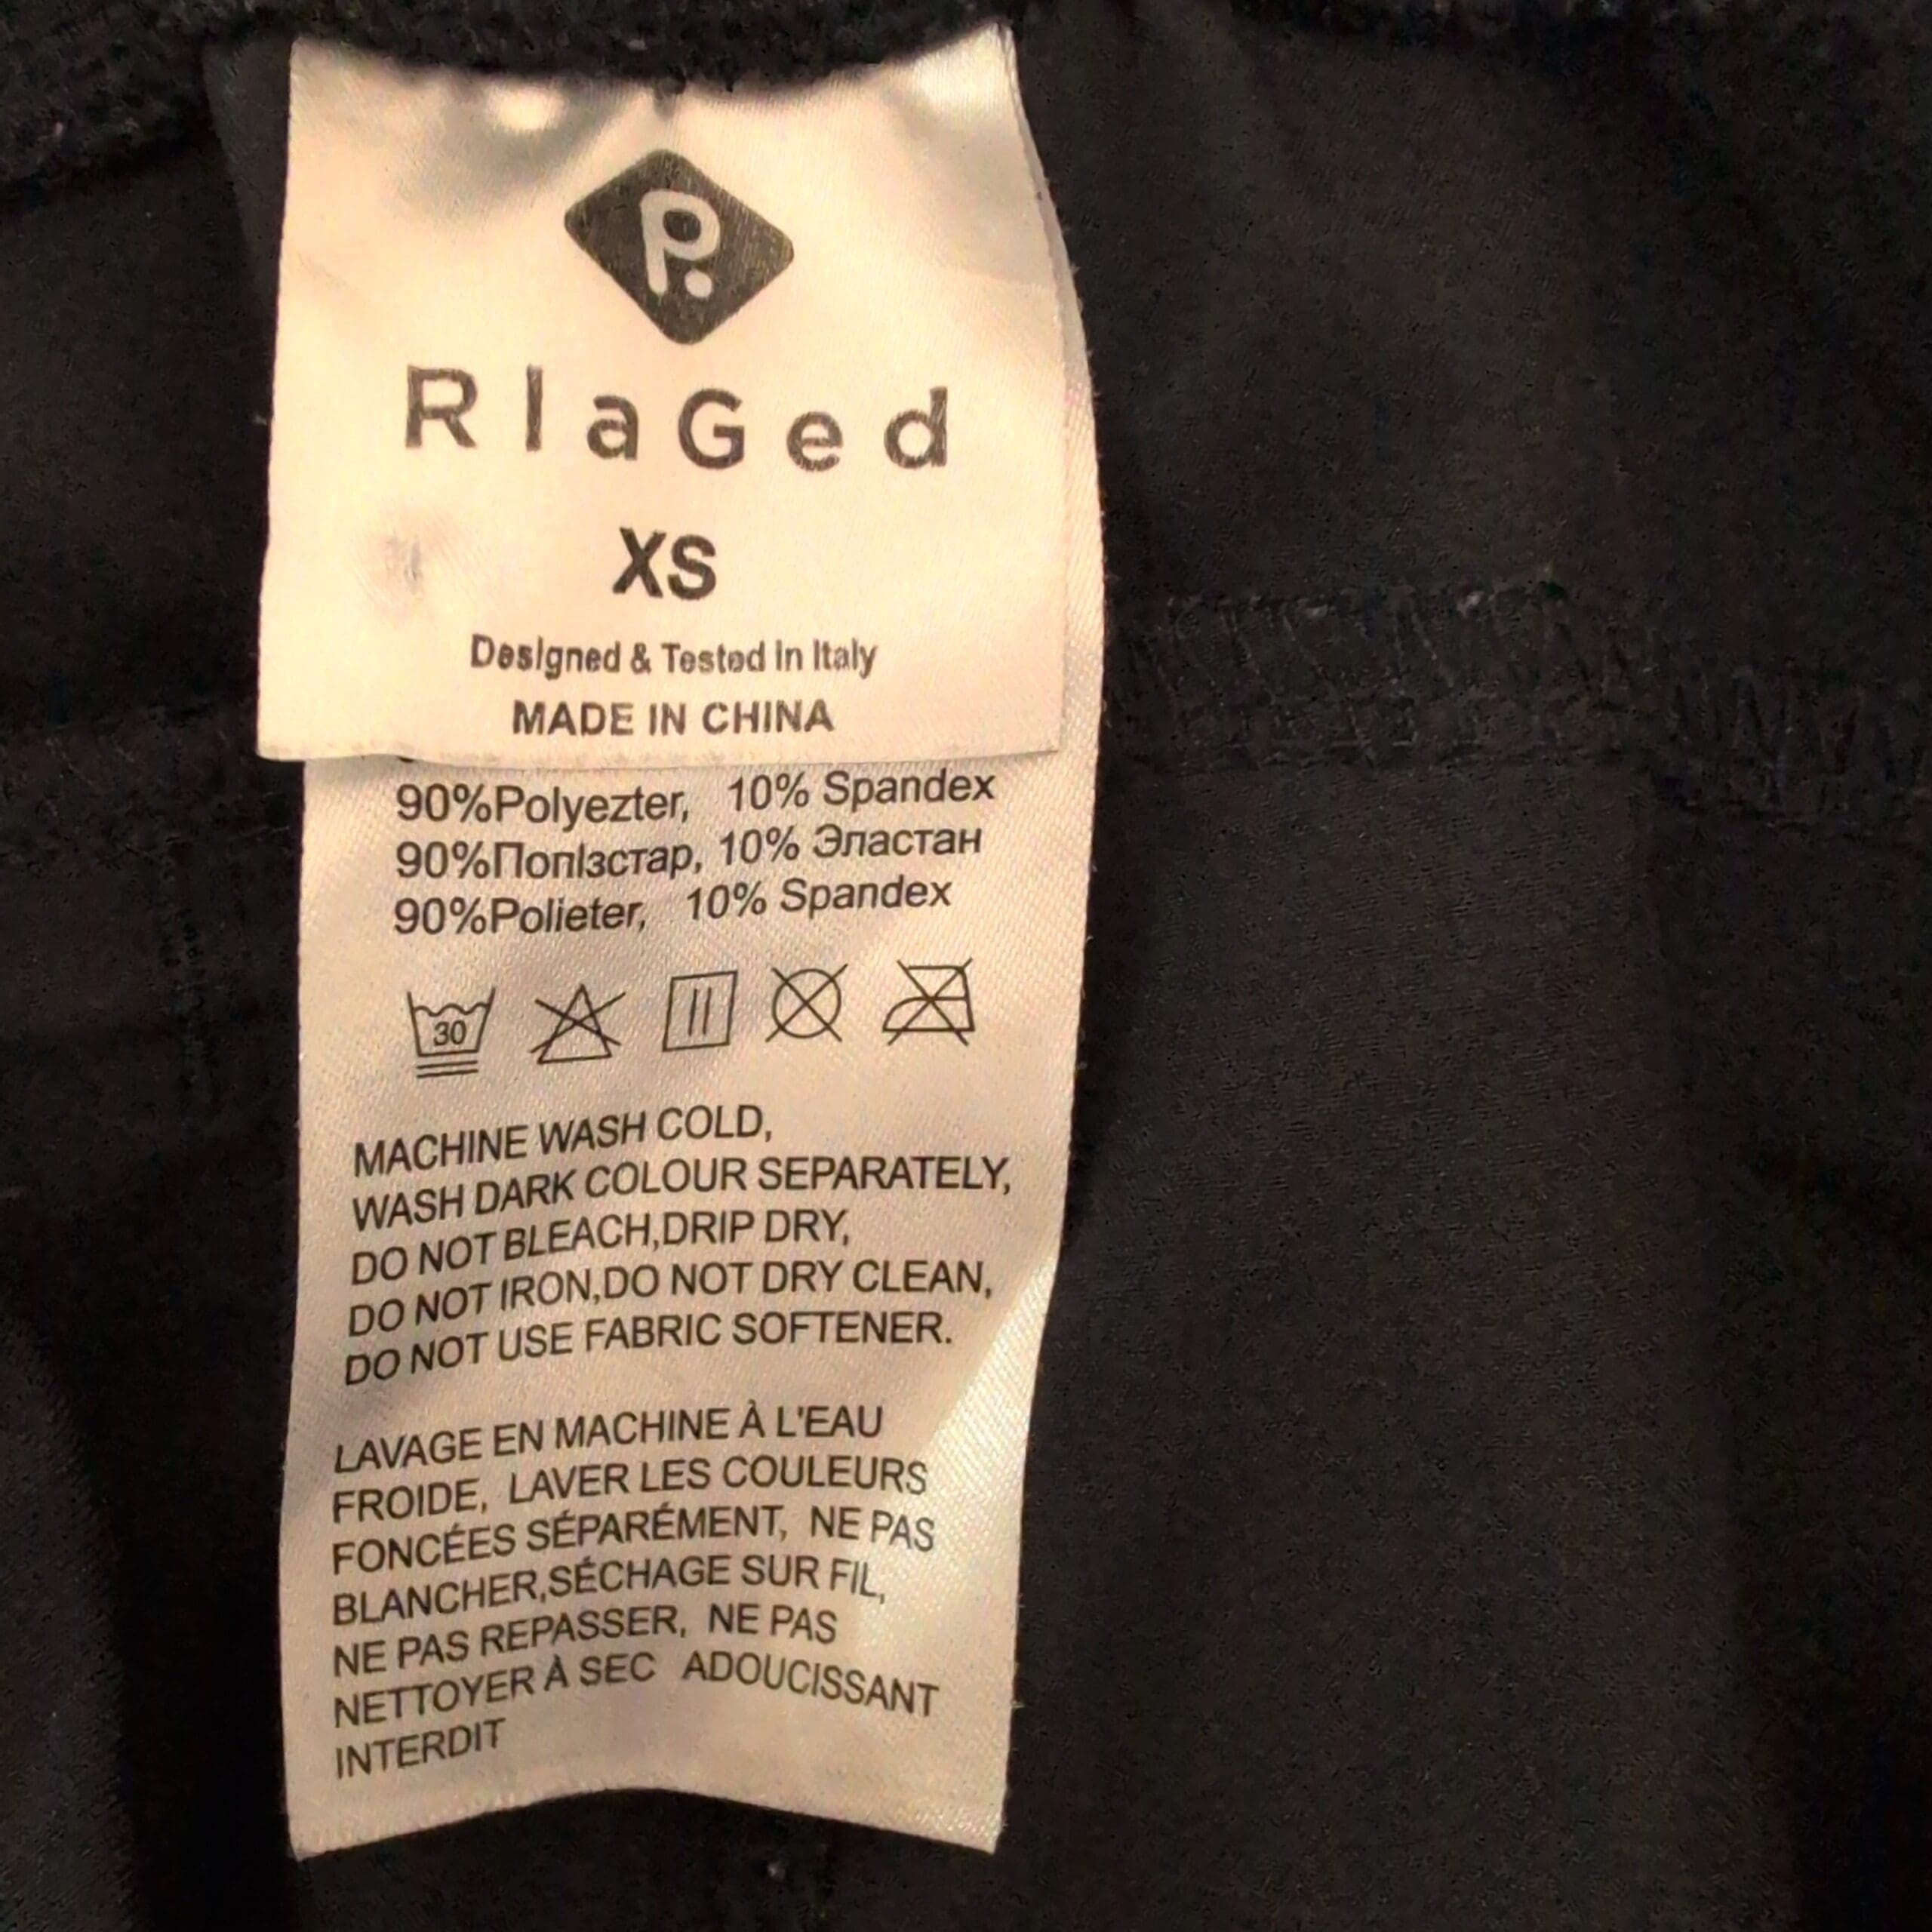 P.
RlaGed
XS
Designed & Tested in Italy
MADE IN CHINA
90%Polyezter, 10% Spandex
90%Попізстар, 10% Эластан
90%Polieter, 10% Spandex
30
MACHINE WASH COLD,
WASH DARK COLOUR SEPARATELY,
DO NOT BLEACH,DRIP DRY,
DO NOT IRON,DO NOT DRY CLEAN,
DO NOT USE FABRIC SOFTENER.
LAVAGE EN MACHINE À L'EAU
FROIDE, LAVER LES COULEURS
FONCÉES SÉPARÉMENT, NE PAS
BLANCHER,SÉCHAGE SUR FIL,
NE PAS REPASSER, NE PAS
NETTOYER À SEC ADOUCISSANT
INTERDIT